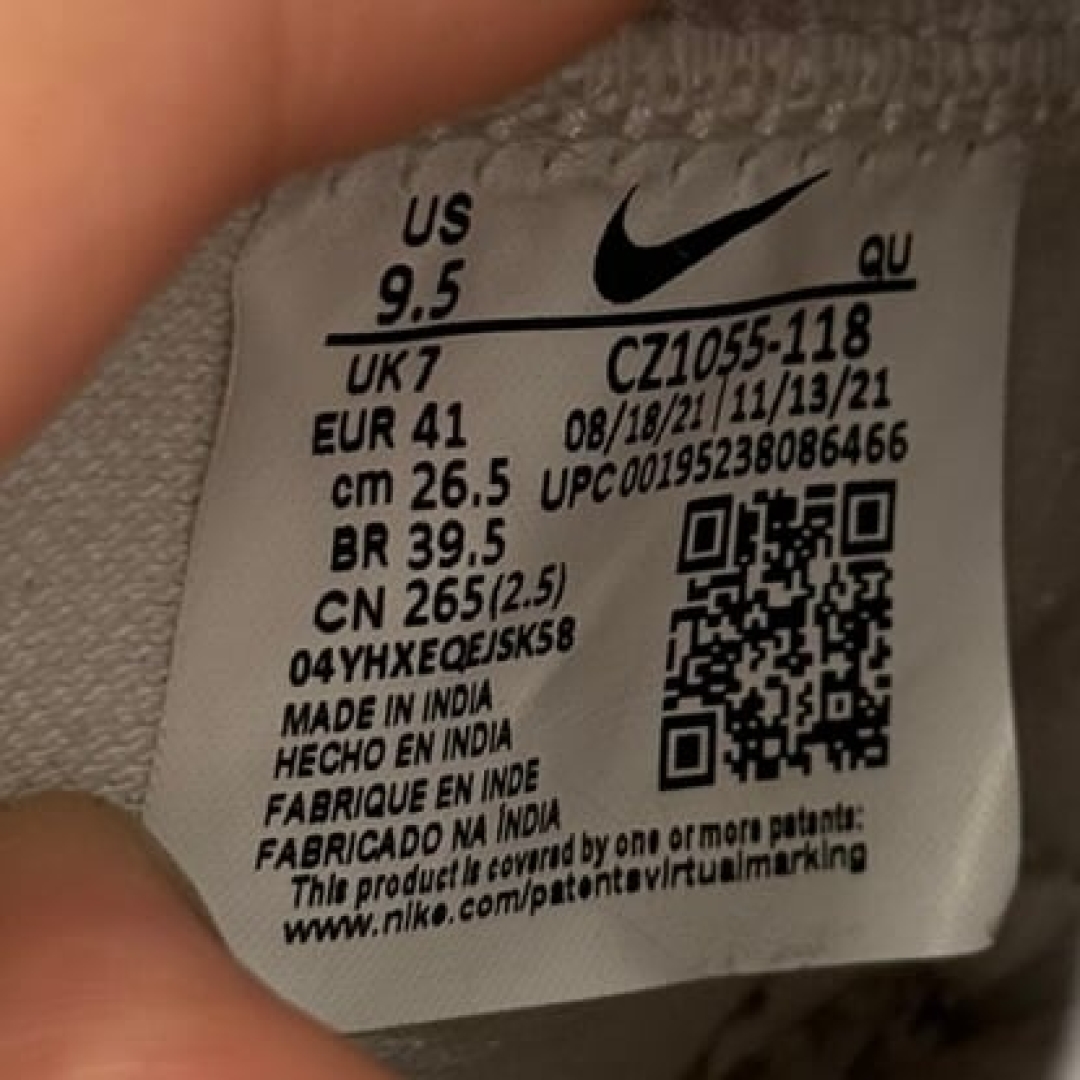 US
9.5
QU
UK 7
CZ1055-118
EUR 41
08/18/21 | 11/13/21
cm 26.5
UPC 00195238086466
BR 39.5
CN 265(2.5)
04YHXEQEJSK58
MADE IN INDIA
HECHO EN INDIA
FABRIQUE EN INDE
FABRICADO NA ÍNDIA
This product is covered by one or more patents:
www.nike.com/patentsvirtualmarking